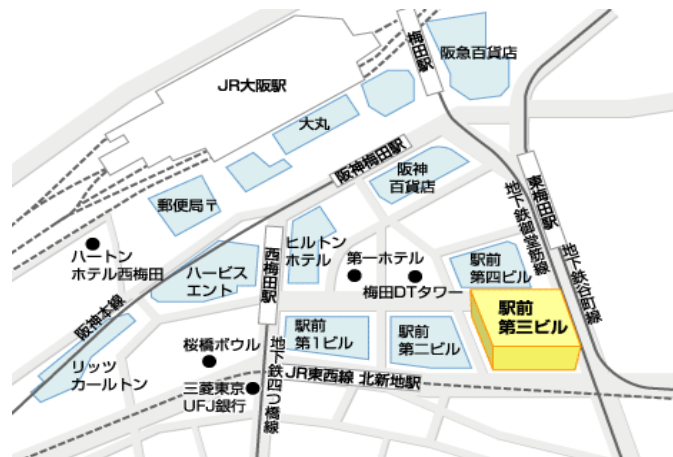 梅田駅
阪急百貨店
JR大阪駅
大丸
阪神梅田駅
阪神
百貨店
東梅田駅
郵便局〒
地下鉄御堂筋線
地下鉄谷町線
ハートン
ホテル西梅田
ハービス
エント
西梅田駅
ヒルトン
ホテル
第一ホテル
梅田DTタワー
駅前
第四ビル
駅前
第三ビル
阪神本線
駅前
第1ビル
駅前
第二ビル
桜橋ボウル
リッツ
カールトン
三菱東京
UFJ銀行
地下鉄四つ橋線
JR東西線 北新地駅